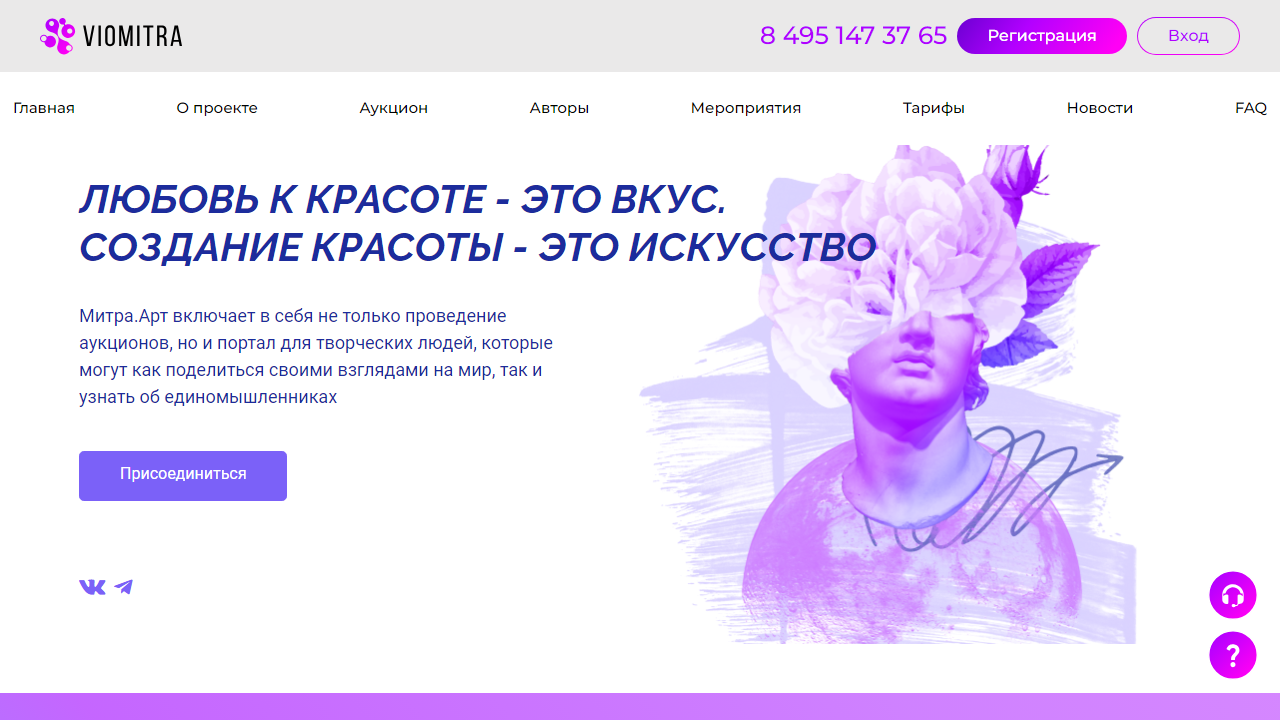 VIOMITRA
8 495 147 37 65
Регистрация
Вход
Главная
О проекте
Аукцион
Авторы
Мероприятия
Тарифы
Новости
FAQ
ЛЮБОВЬ К КРАСОТЕ - ЭТО ВКУС.
СОЗДАНИЕ КРАСОТЫ - ЭТО ИСКУССТВО
Митра.Арт включает в себя не только проведение
аукционов, но и портал для творческих людей, которые
могут как поделиться своими взглядами на мир, так и
узнать об единомышленниках
Присоединиться
?